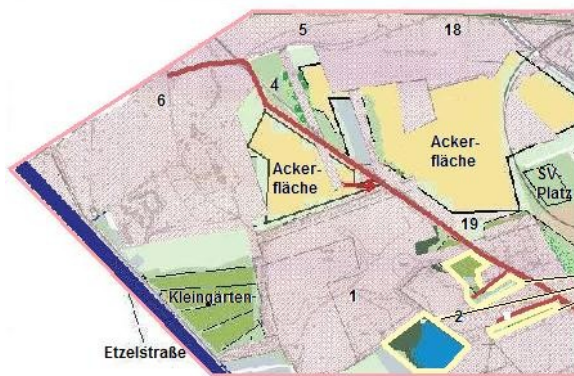 5
18
6
4
Acker-
fläche
Acker-
fläche
SV-
Platz
19
Kleingärten
1
2
Etzelstraße